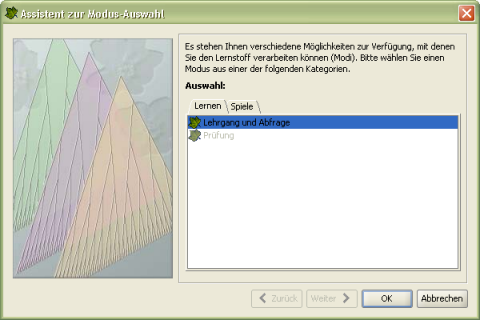 Assistent zur Modus-Auswahl
Es stehen Ihnen verschiedene Möglichkeiten zur Verfügung, mit denen
Sie den Lernstoff verarbeiten können (Modi). Bitte wählen Sie einen
Modus aus einer der folgenden Kategorien.
Auswahl:
Lernen Spiele
Lehrgang und Abfrage
Prüfung
Zurück Weiter OK Abbrechen